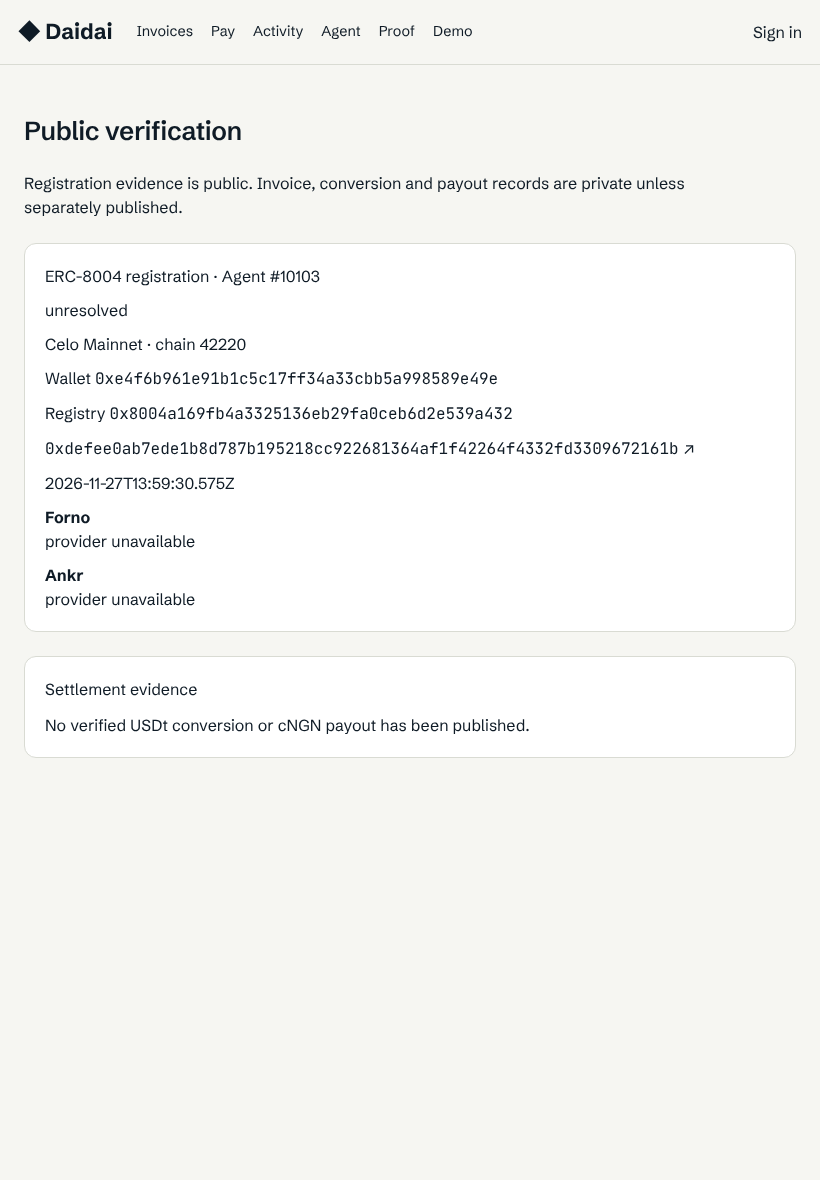 Daidai
Invoices Pay Activity Agent Proof Demo
Sign in
Public verification
Registration evidence is public. Invoice, conversion and payout records are private unless
separately published.
ERC-8004 registration · Agent #10103
unresolved
Celo Mainnet · chain 42220
Wallet 0xe4f6b961e91b1c5c17ff34a33cbb5a998589e49e
Registry 0x8004a169fb4a3325136eb29fa0ceb6d2e539a432
0xdefee0ab7ede1b8d787b195218cc922681364af1f42264f4332fd3309672161b ↗
2026-11-27T13:59:30.575Z
Forno
provider unavailable
Ankr
provider unavailable
Settlement evidence
No verified USDt conversion or cNGN payout has been published.